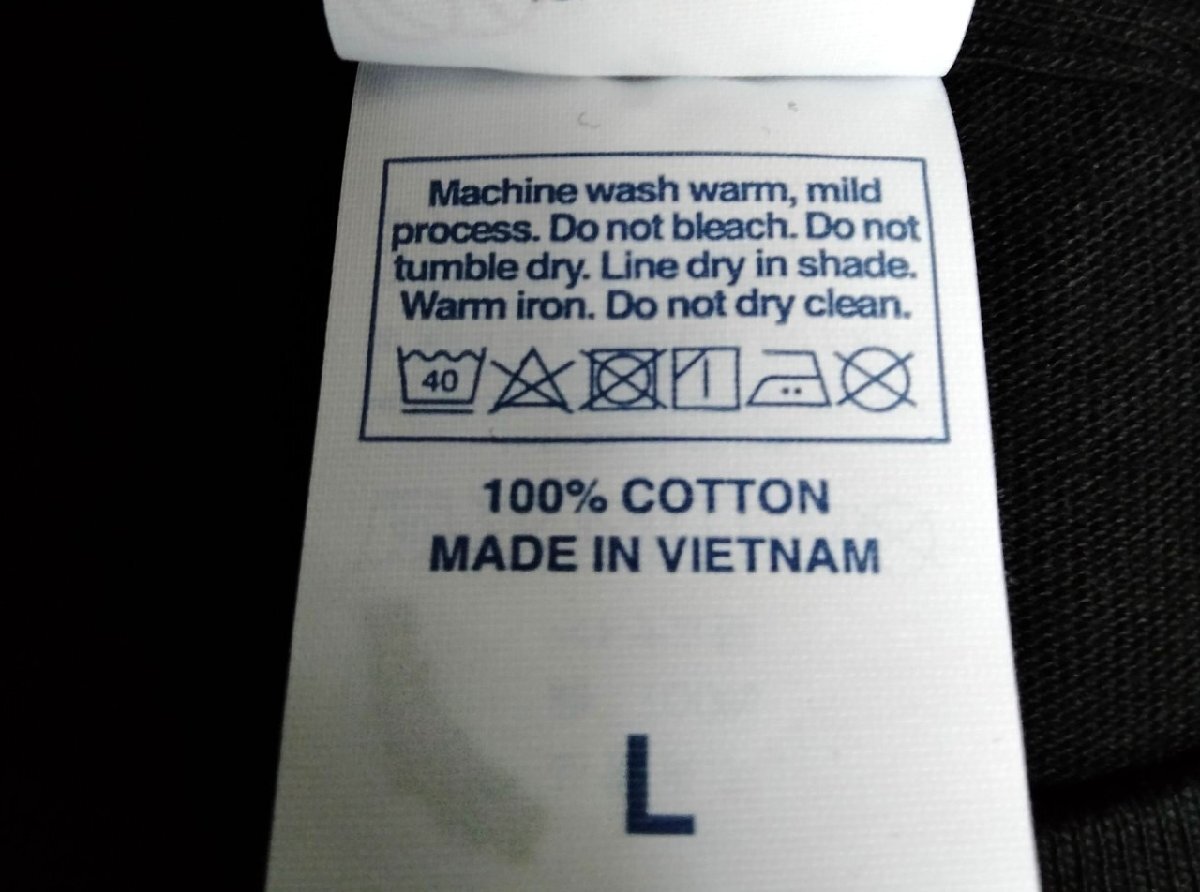 Machine wash warm, mild
process. Do not bleach. Do not
tumble dry. Line dry in shade.
Warm iron. Do not dry clean.
40
100% COTTON
MADE IN VIETNAM
L